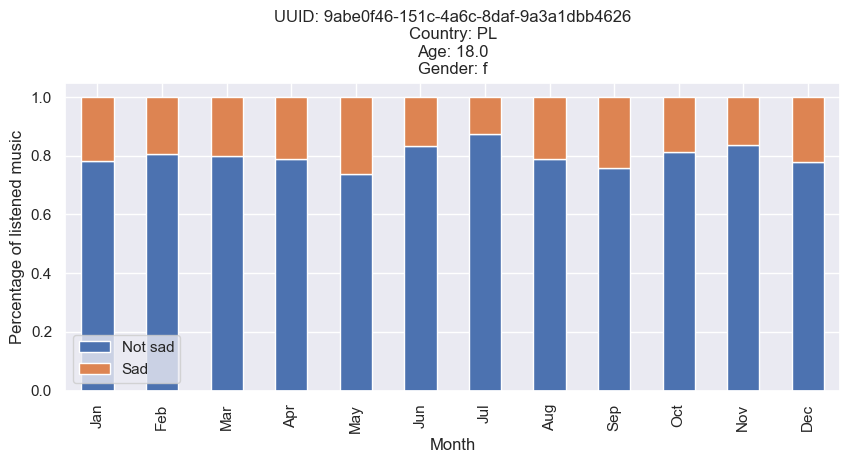 UUID: 9abe0f46-151c-4a6c-8daf-9a3a1dbb4626
Country: PL
Age: 18.0
Gender: f
Percentage of listened music
1.0
0.8
0.6
0.4
0.2
0.0
Not sad
Sad
Jan
Feb
Mar
Apr
May
Jun
Jul
Aug
Sep
Oct
Nov
Dec
Month